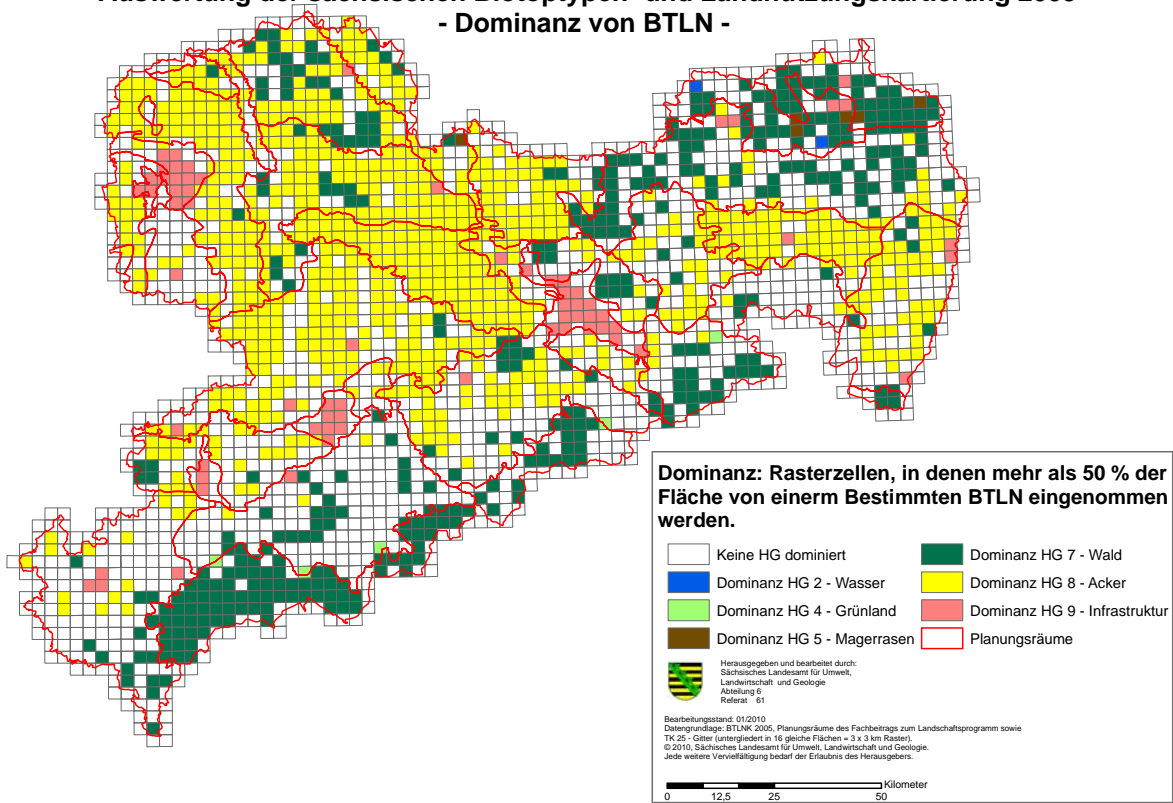 - Dominanz von BTLN -
Dominanz: Rasterzellen, in denen mehr als 50 % der
Fläche von einerm Bestimmten BTLN eingenommen
werden.
Keine HG dominiert
Dominanz HG 2 - Wasser
Dominanz HG 4 - Grünland
Dominanz HG 5 - Magerrasen
Dominanz HG 7 - Wald
Dominanz HG 8 - Acker
Dominanz HG 9 - Infrastruktur
Planungsräume
Herausgegeben und bearbeitet durch:
Sächsisches Landesamt für Umwelt,
Landwirtschaft und Geologie
Abteilung 6
Referat 61
Bearbeitungsstand: 01/2010
Datengrundlage: BTLNK 2005, Planungsräume des Fachbeitrags zum Landschaftsprogramm sowie
TK 25 - Gitter (untergliedert in 16 gleiche Flächen = 3 x 3 km Raster).
© 2010, Sächsisches Landesamt für Umwelt, Landwirtschaft und Geologie.
Jede weitere Vervielfältigung bedarf der Erlaubnis des Herausgebers.
Kilometer
0 12,5 25 50